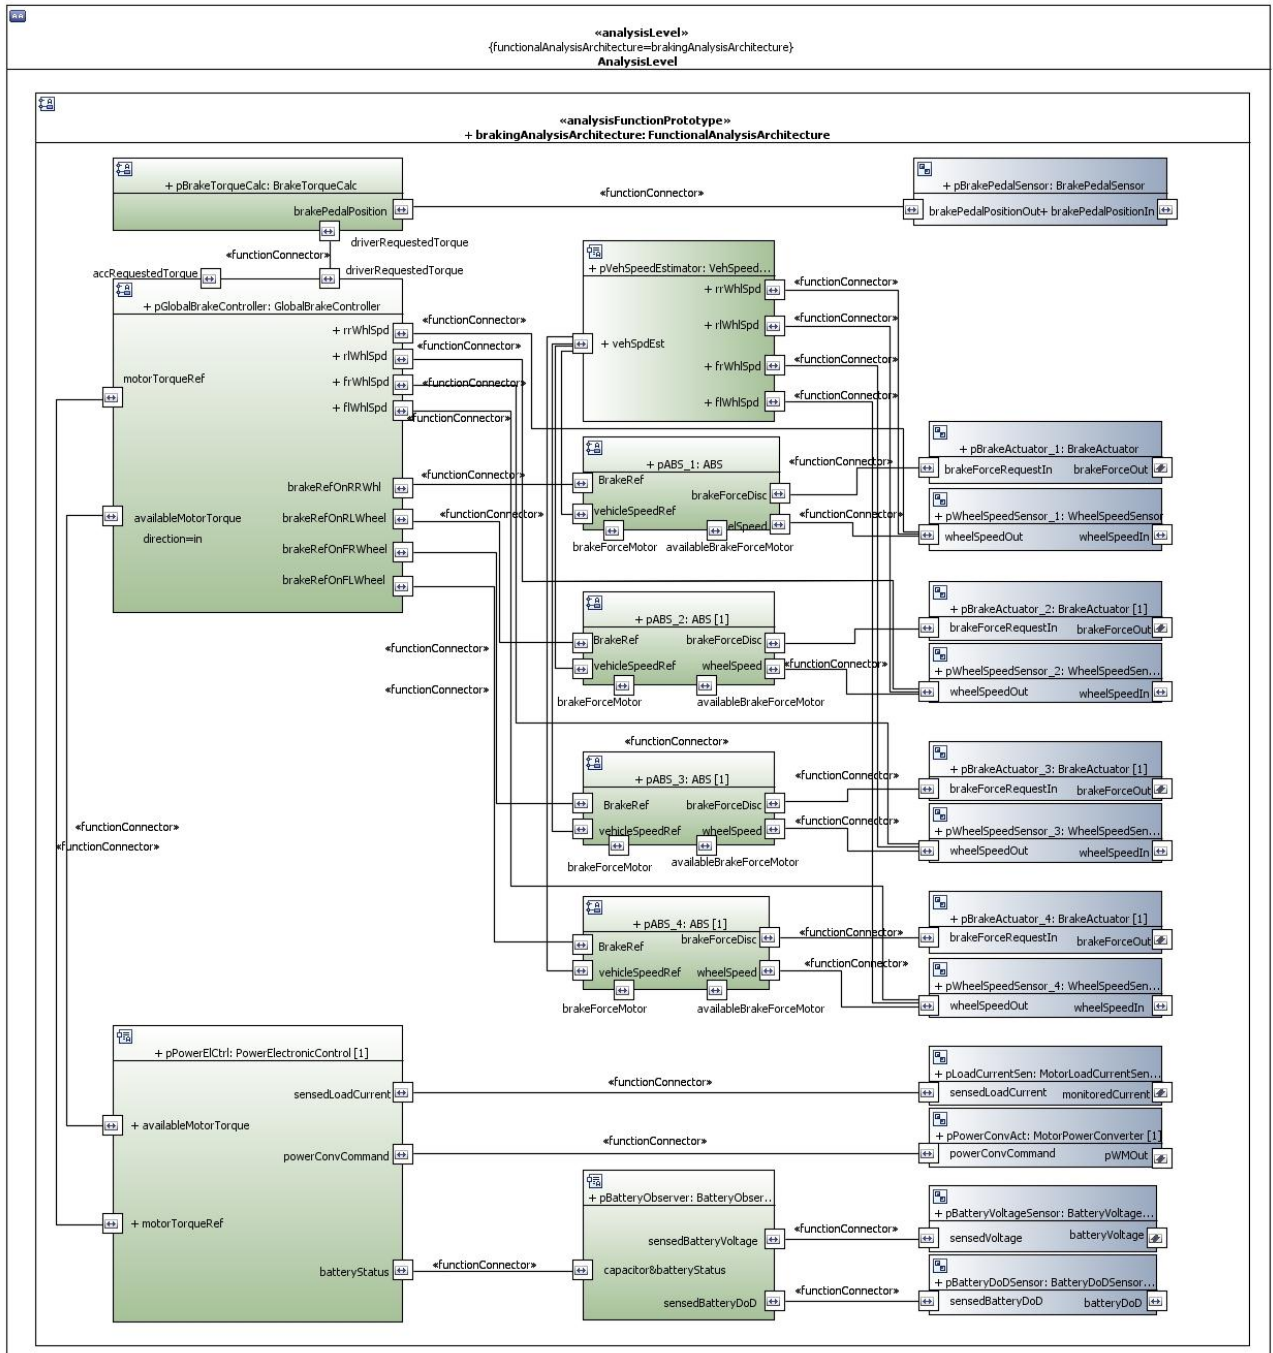 «analysisLevel»
{functionalAnalysisArchitecture=brakingAnalysisArchitecture}
AnalysisLevel
«analysisFunctionPrototype»
+ brakingAnalysisArchitecture: FunctionalAnalysisArchitecture
+ pBrakeTorqueCalc: BrakeTorqueCalc
brakePedalPosition
«functionConnector»
+ pBrakePedalSensor: BrakePedalSensor
brakePedalPositionOut+ brakePedalPositionIn
driverRequestedTorque
«functionConnector»
accRequestedTorque
driverRequestedTorque
+ pGlobalBrakeController: GlobalBrakeController
+ rrWhlSpd
«functionConnector»
+ rlWhlSpd
«functionConnector»
+ frWhlSpd
«functionConnector»
+ flWhlSpd
«functionConnector»
motorTorqueRef
brakeRefOnRRWhl
«functionConnector»
availableMotorTorque
direction=in
brakeRefOnRLWheel
«functionConnector»
brakeRefOnFRWheel
brakeRefOnFLWheel
«functionConnector»
«functionConnector»
+ pVehSpeedEstimator: VehSpeed...
+ rrWhlSpd
«functionConnector»
+ rlWhlSpd
«functionConnector»
+ vehSpdEst
+ frWhlSpd
«functionConnector»
+ flWhlSpd
«functionConnector»
+ pABS_1: ABS
BrakeRef
brakeForceDisc
«functionConnector»
vehicleSpeedRef
elSpeed
«functionConnector»
brakeForceMotor
availableBrakeForceMotor
+ pBrakeActuator_1: BrakeActuator
brakeForceRequestIn
brakeForceOut
+ pWheelSpeedSensor_1: WheelSpeedSensor
wheelSpeedOut
wheelSpeedIn
+ pABS_2: ABS [1]
BrakeRef
brakeForceDisc
vehicleSpeedRef
wheelSpeed
«functionConnector»
brakeForceMotor
availableBrakeForceMotor
+ pBrakeActuator_2: BrakeActuator [1]
brakeForceRequestIn
brakeForceOut
+ pWheelSpeedSensor_2: WheelSpeedSen...
wheelSpeedOut
wheelSpeedIn
«functionConnector»
+ pABS_3: ABS [1]
BrakeRef
brakeForceDisc
«functionConnector»
vehicleSpeedRef
wheelSpeed
«functionConnector»
brakeForceMotor
availableBrakeForceMotor
+ pBrakeActuator_3: BrakeActuator [1]
brakeForceRequestIn
brakeForceOut
+ pWheelSpeedSensor_3: WheelSpeedSen...
wheelSpeedOut
wheelSpeedIn
«functionConnector»
«functionConnector»
+ pABS_4: ABS [1]
BrakeRef
brakeForceDisc
«functionConnector»
vehicleSpeedRef
wheelSpeed
«functionConnector»
brakeForceMotor
availableBrakeForceMotor
+ pBrakeActuator_4: BrakeActuator [1]
brakeForceRequestIn
brakeForceOut
+ pWheelSpeedSensor_4: WheelSpeedSen...
wheelSpeedOut
wheelSpeedIn
+ pPowerElCtrl: PowerElectronicControl [1]
sensedLoadCurrent
«functionConnector»
+ availableMotorTorque
powerConvCommand
«functionConnector»
+ motorTorqueRef
batteryStatus
«functionConnector»
+ pLoadCurrentSen: MotorLoadCurrentSen...
sensedLoadCurrent
monitoredCurrent
+ pPowerConvAct: MotorPowerConverter [1]
powerConvCommand
pWMOut
+ pBatteryObserver: BatteryObser...
sensedBatteryVoltage
«functionConnector»
capacitor&batteryStatus
sensedBatteryDoD
«functionConnector»
+ pBatteryVoltageSensor: BatteryVoltage...
sensedVoltage
batteryVoltage
+ pBatteryDoDSensor: BatteryDoDSensor...
sensedBatteryDoD
batteryDoD